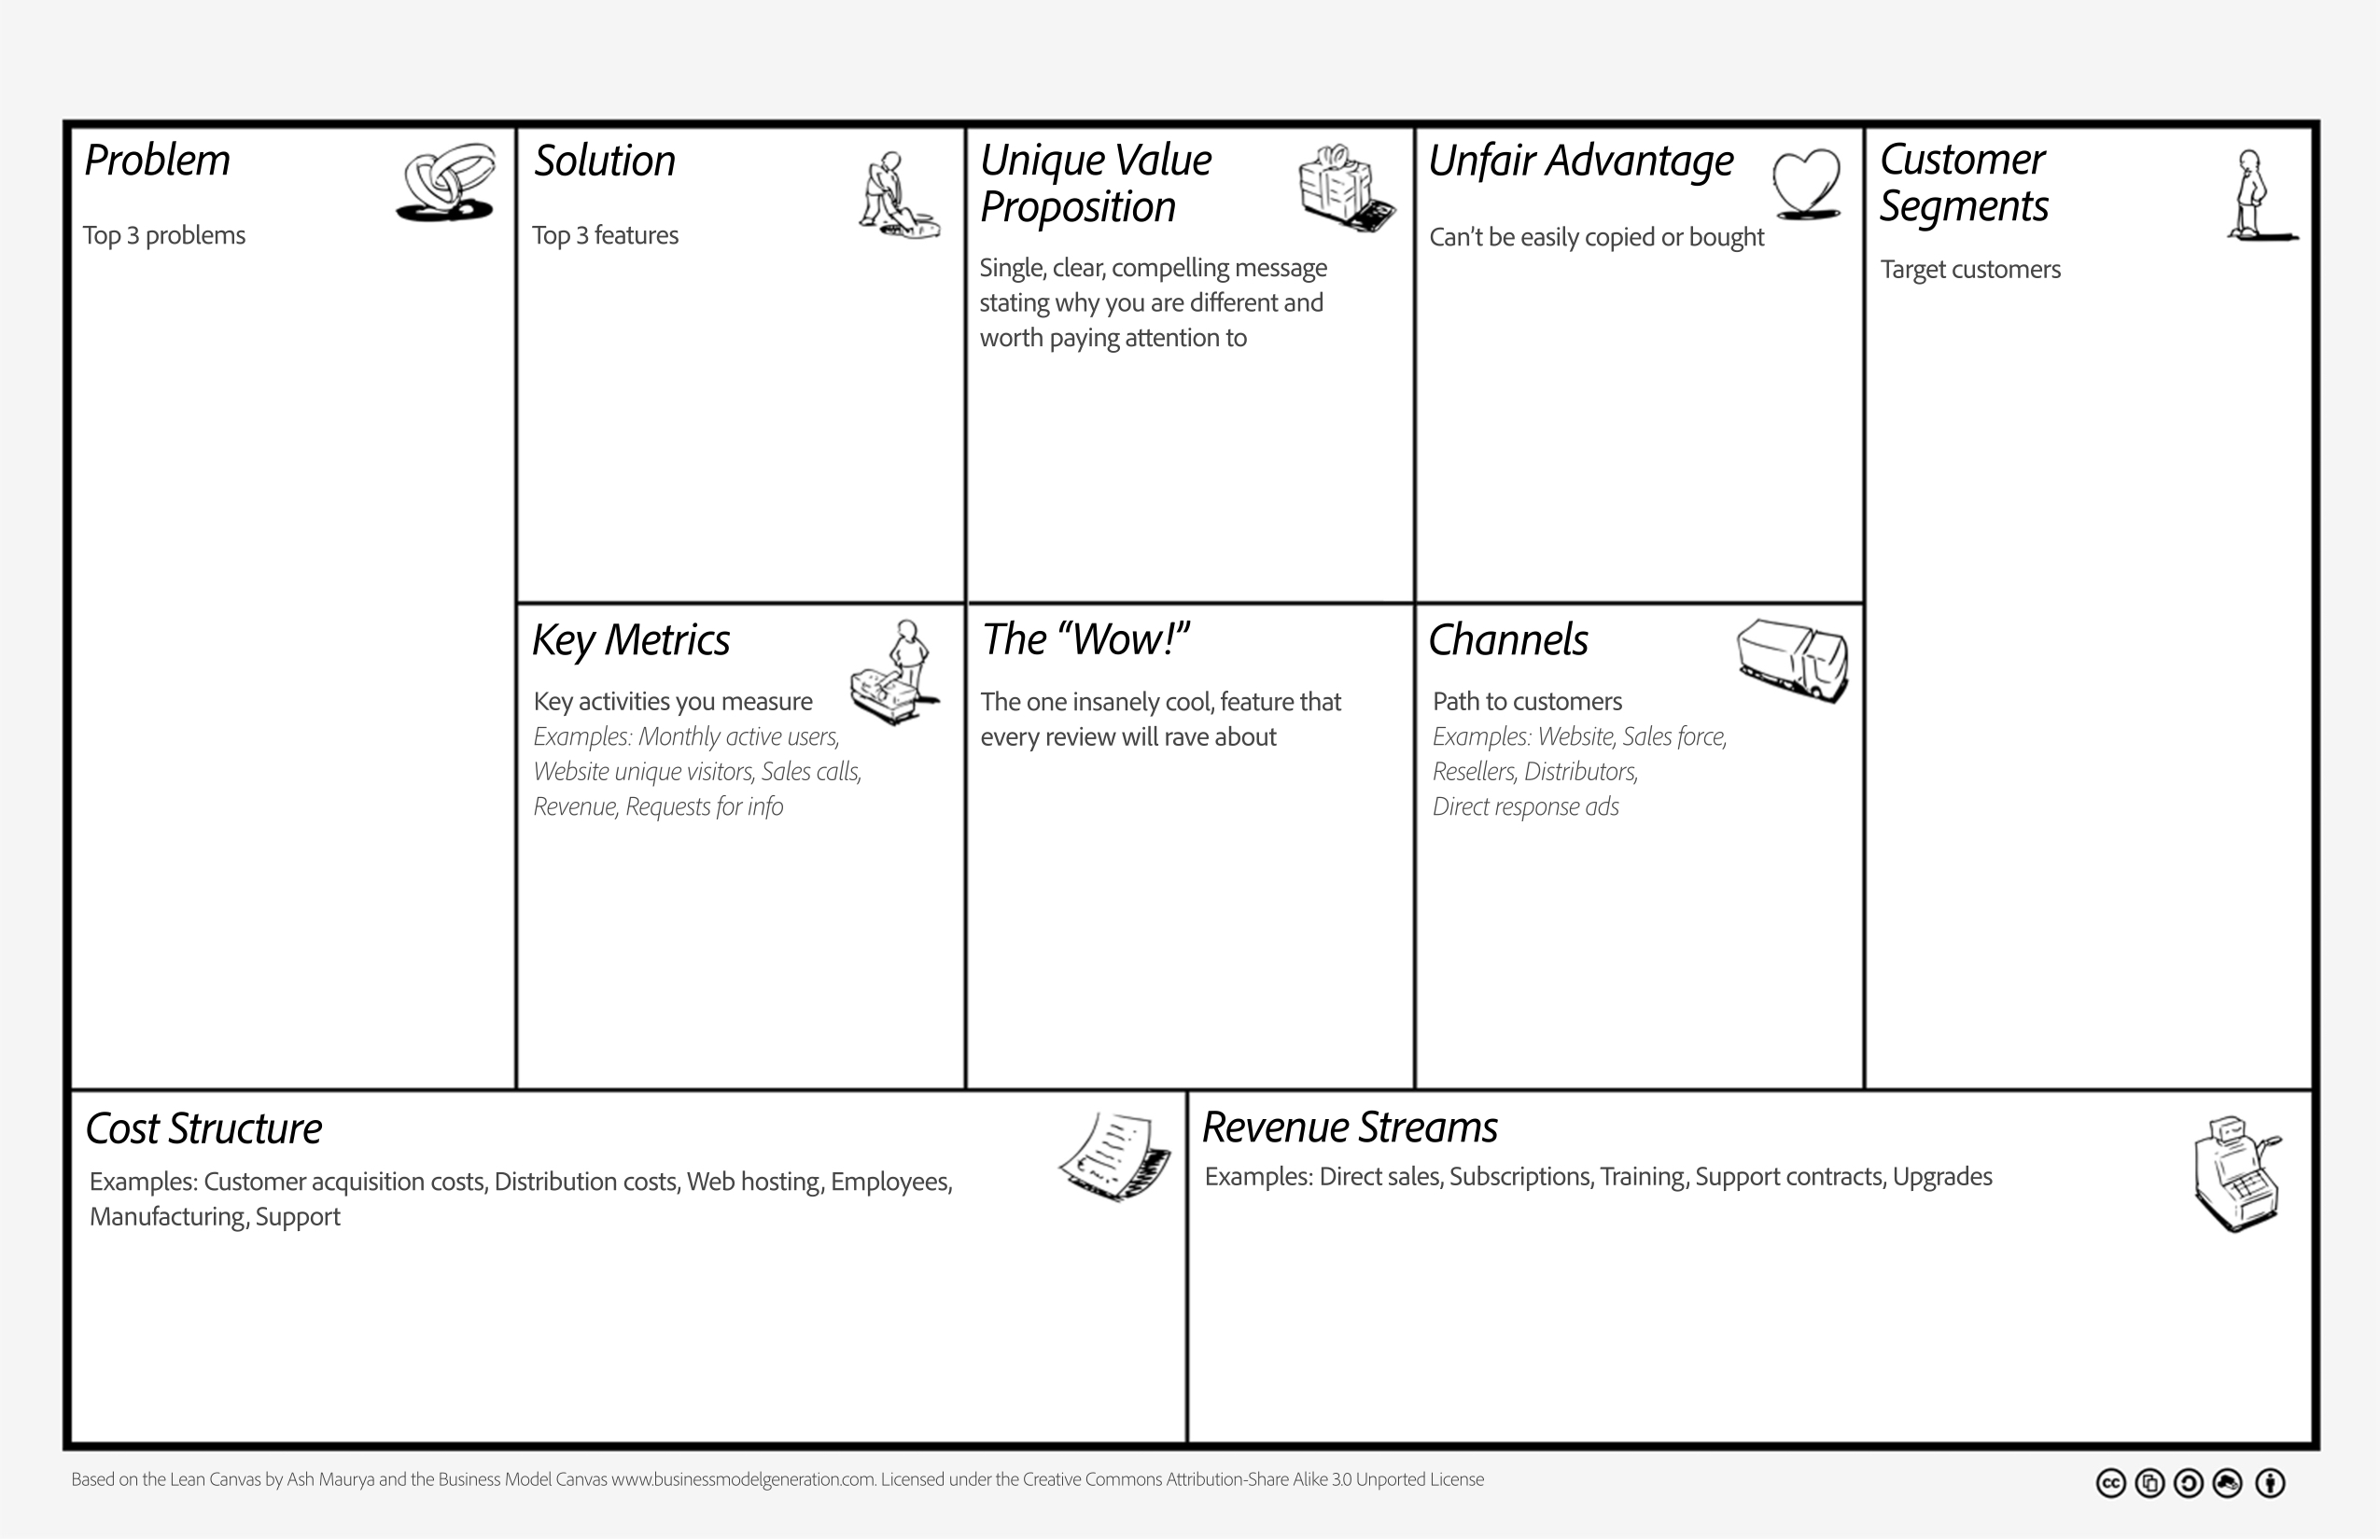 Problem
Top 3 problems
Solution
Top 3 features
Unique Value
Proposition
Single, clear, compelling message
stating why you are different and
worth paying attention to
Unfair Advantage
Can't be easily copied or bought
Customer
Segments
Target customers
Key Metrics
Key activities you measure
Examples: Monthly active users,
Website unique visitors, Sales calls,
Revenue, Requests for info
The “Wow!”
The one insanely cool, feature that
every review will rave about
Channels
Path to customers
Examples: Website, Sales force,
Resellers, Distributors,
Direct response ads
Cost Structure
Examples: Customer acquisition costs, Distribution costs, Web hosting, Employees,
Manufacturing, Support
Revenue Streams
Examples: Direct sales, Subscriptions, Training, Support contracts, Upgrades
Based on the Lean Canvas by Ash Maurya and the Business Model Canvas www.businessmodelgeneration.com. Licensed under the Creative Commons Attribution-Share Alike 3.0 Unported License
cc